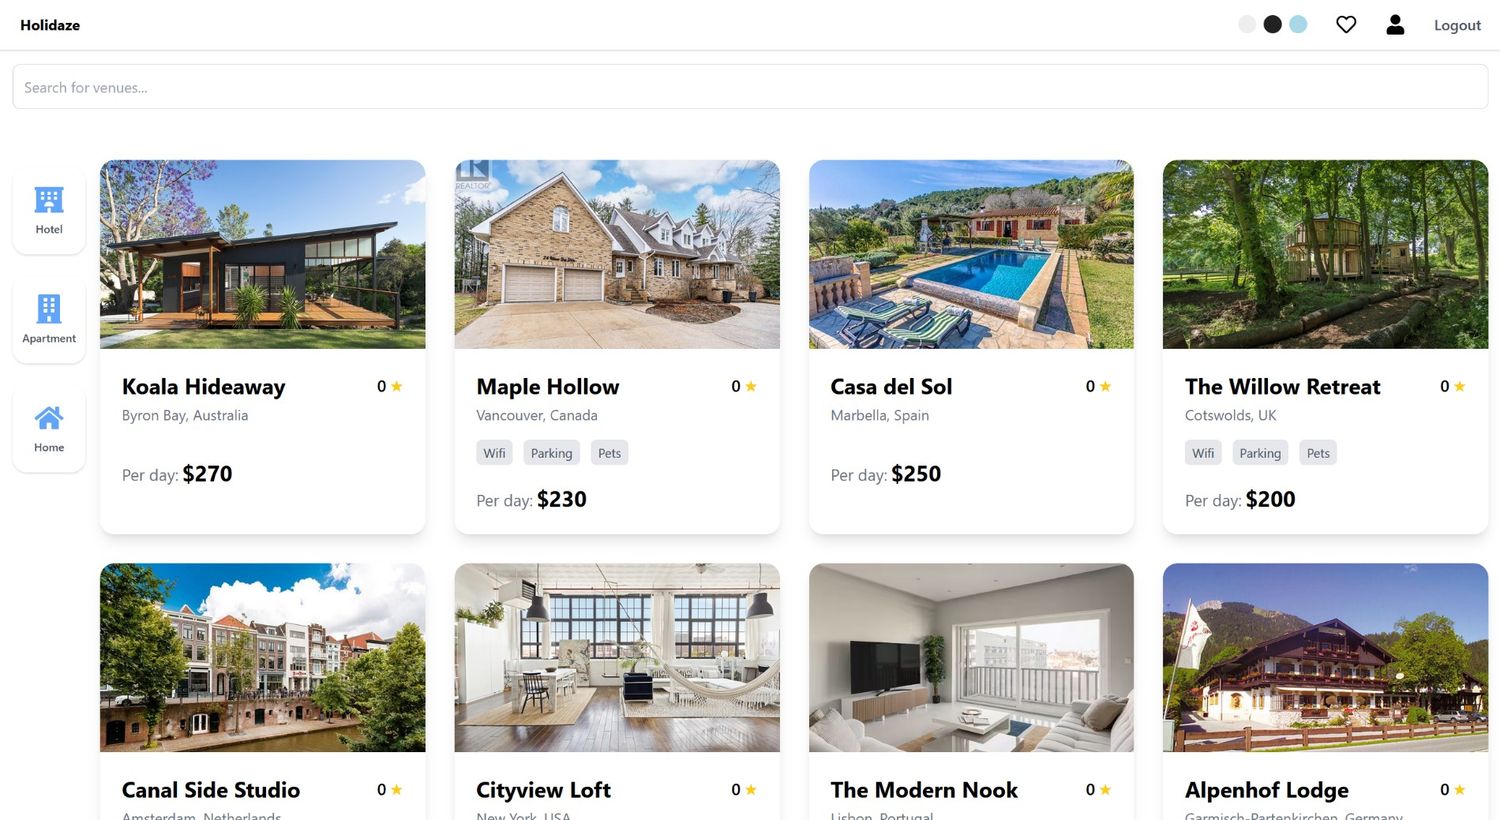 Holidaze
Logout
Search for venues...
Hotel
Apartment
Home
REALTOR
Koala Hideaway 0
Byron Bay, Australia
Per day: $270
Maple Hollow 0
Vancouver, Canada
Wifi Parking Pets
Per day: $230
Casa del Sol 0
Marbella, Spain
Per day: $250
The Willow Retreat 0
Cotswolds, UK
Wifi Parking Pets
Per day: $200
Canal Side Studio 0
Amsterdam, Netherlands
Cityview Loft 0
New York, USA
The Modern Nook 0
Lisbon, Portugal
Alpenhof Lodge 0
Garmisch-Partenkirchen, Germany